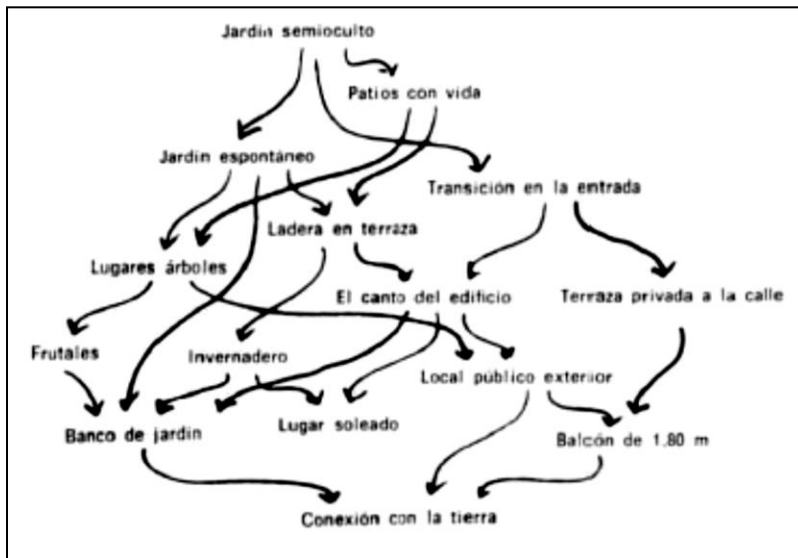 Jardín semioculto
Patios con vida
Jardín espontáneo
Transición en la entrada
Ladera en terraza
Lugares árboles
El canto del edificio
Terraza privada a la calle
Frutales
Invernadero
Local público exterior
Banco de jardín
Lugar soleado
Balcón de 1,80 m
Conexión con la tierra